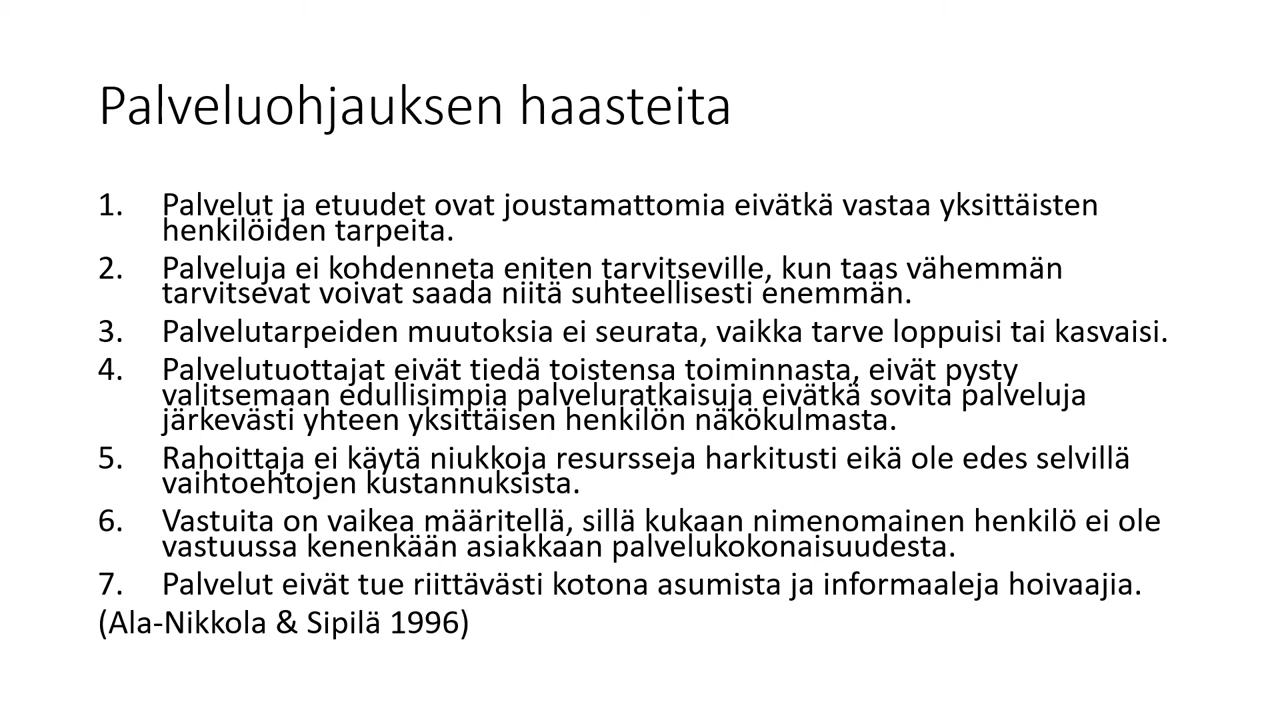 Palveluohjauksen haasteita
1. Palvelut ja etuudet ovat joustamattomia eivätkä vastaa yksittäisten
henkilöiden tarpeita.
2. Palveluja ei kohdenneta eniten tarvitseville, kun taas vähemmän
tarvitsevat voivat saada niitä suhteellisesti enemmän.
3. Palvelutarpeiden muutoksia ei seurata, vaikka tarve loppuisi tai kasvaisi.
4. Palvelutuottajat eivät tiedä toistensa toiminnasta, eivät pysty
valitsemaan edullisimpia palveluratkaisuja eivätkä sovita palveluja
järkevästi yhteen yksittäisen henkilön näkökulmasta.
5. Rahoittaja ei käytä niukkoja resursseja harkitusti eikä ole edes selvillä
vaihtoehtojen kustannuksista.
6. Vastuita on vaikea määritellä, sillä kukaan nimenomainen henkilö ei ole
vastuussa kenenkään asiakkaan palvelukokonaisuudesta.
7. Palvelut eivät tue riittävästi kotona asumista ja informaaleja hoivaajia.
(Ala-Nikkola & Sipilä 1996)